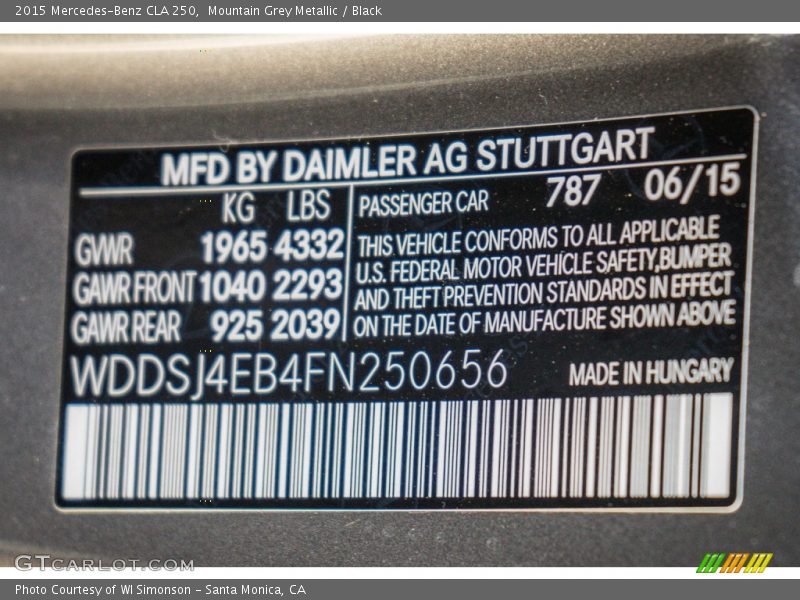 2015 Mercedes-Benz CLA 250, Mountain Grey Metallic / Black
MFD BY DAIMLER AG STUTTGART
KG LBS
GWR 1965 4332
GAWR FRONT 1040 2293
GAWR REAR 925 2039
PASSENGER CAR 787 06/15
THIS VEHICLE CONFORMS TO ALL APPLICABLE
U.S. FEDERAL MOTOR VEHICLE SAFETY,BUMPER
AND THEFT PREVENTION STANDARDS IN EFFECT
ON THE DATE OF MANUFACTURE SHOWN ABOVE
WDDSJ4EB4FN250656 MADE IN HUNGARY
GTCARLOT.COM
Photo Courtesy of WI Simonson - Santa Monica, CA